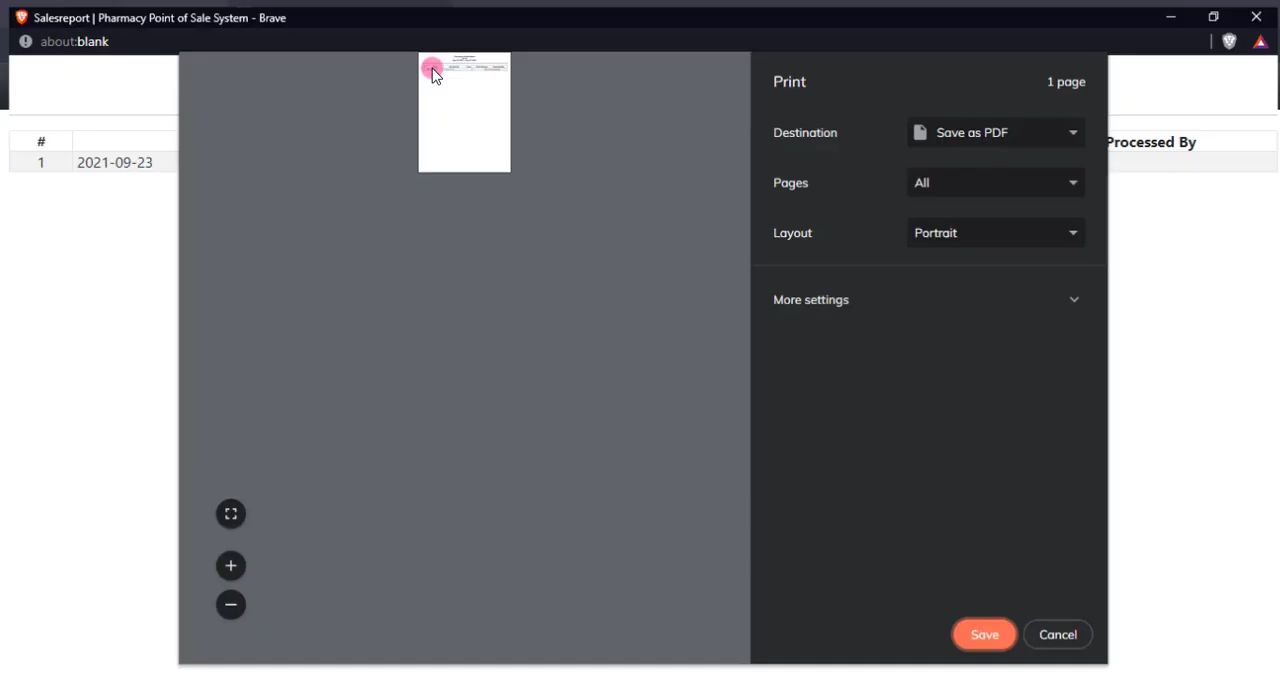 Salesreport | Pharmacy Point of Sale System - Brave
about:blank
Print
1 page
Destination
Save as PDF
Pages
All
Layout
Portrait
More settings
Save
Cancel
#
Processed By
1
2021-09-23